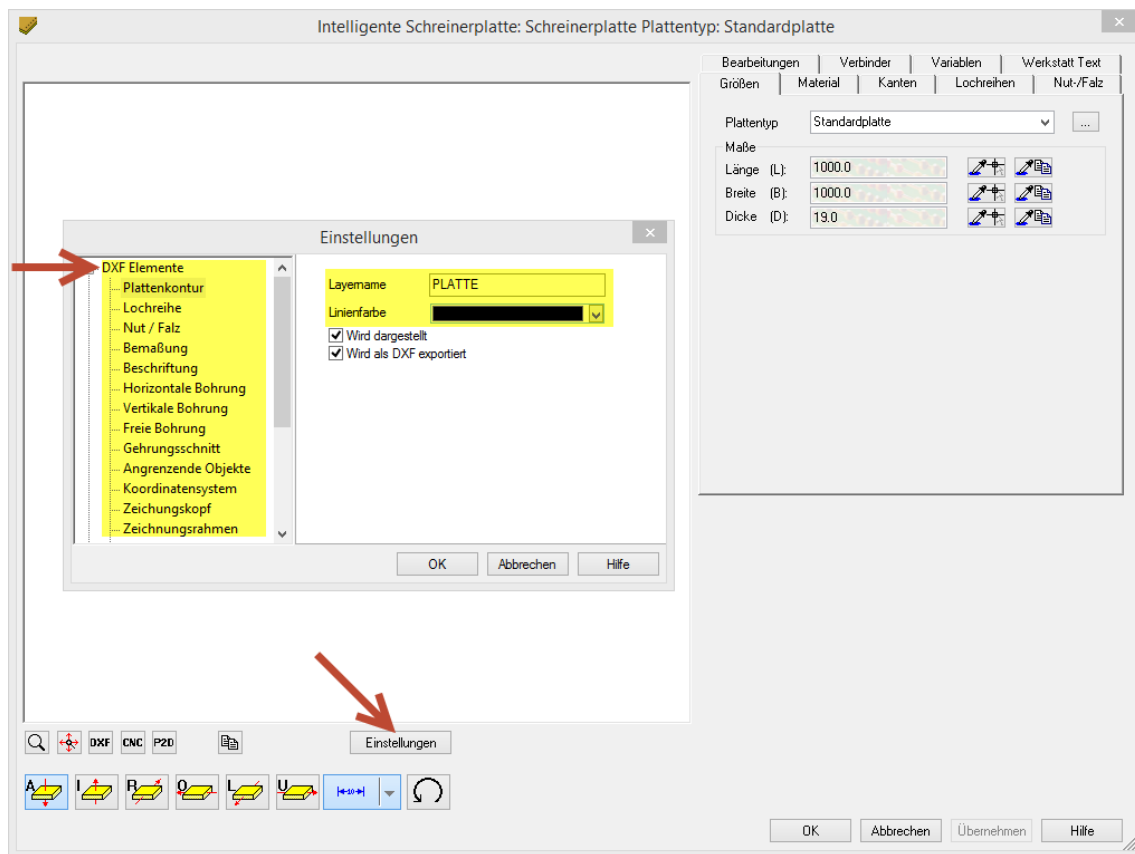 Intelligente Schreinerplatte: Schreinerplatte Plattentyp: Standardplatte
Bearbeitungen Verbinder Variablen Werkstatt Text
Größen Material Kanten Lochreihen Nut-/Falz
Plattentyp Standardplatte ...
Maße
Länge (L): 1000.0
Breite (B): 1000.0
Dicke (D): 19.0
Einstellungen
DXF Elemente
Plattenkontur
Lochreihe
Nut / Falz
Bemaßung
Beschriftung
Horizontale Bohrung
Vertikale Bohrung
Freie Bohrung
Gehrungsschnitt
Angrenzende Objekte
Koordinatensystem
Zeichungskopf
Zeichnungsrahmen
Layername PLATTE
Linienfarbe
Wird dargestellt
Wird als DXF exportiert
OK Abbrechen Hilfe
DXF CNC P2D Einstellungen
A I R O L U
OK Abbrechen Übernehmen Hilfe